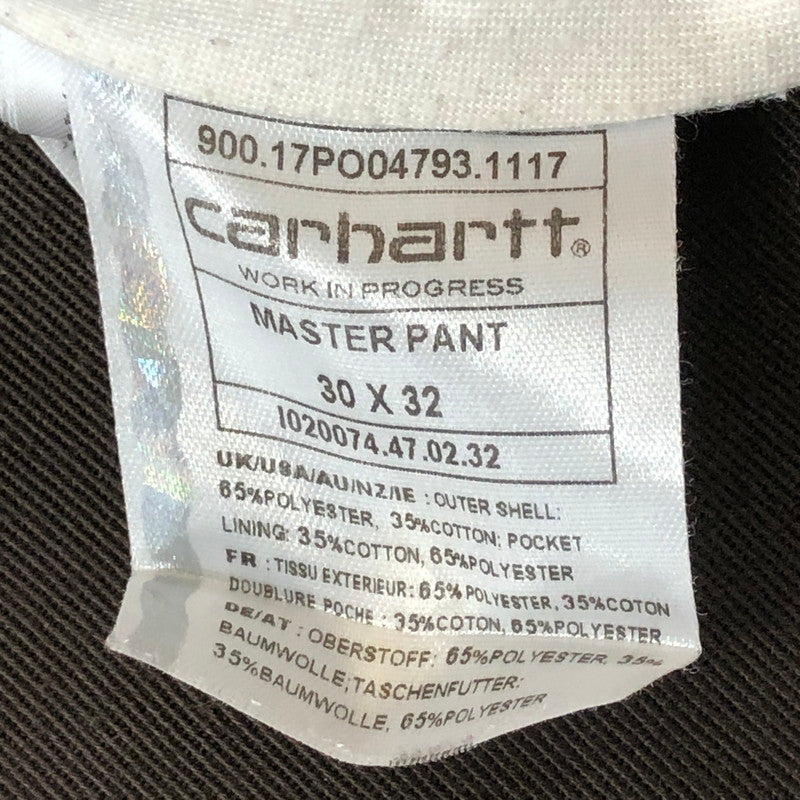 900.17PO04793.1117
carhartt®
WORK IN PROGRESS
MASTER PANT
30 X 32
I020074.47.02.32
UK/USA/AU/NZ/IE : OUTER SHELL:
65%POLYESTER, 35%COTTON: POCKET
LINING: 35%COTTON, 65%POLYESTER
FR : TISSU EXTERIEUR: 65%POLYESTER, 35%COTON
DOUBLURE POCHE : 35%COTON, 65%POLYESTER
DE/AT : OBERSTOFF: 65%POLYESTER, 35%
BAUMWOLLE;TASCHENFUTTER:
35%BAUMWOLLE, 65%POLYESTER